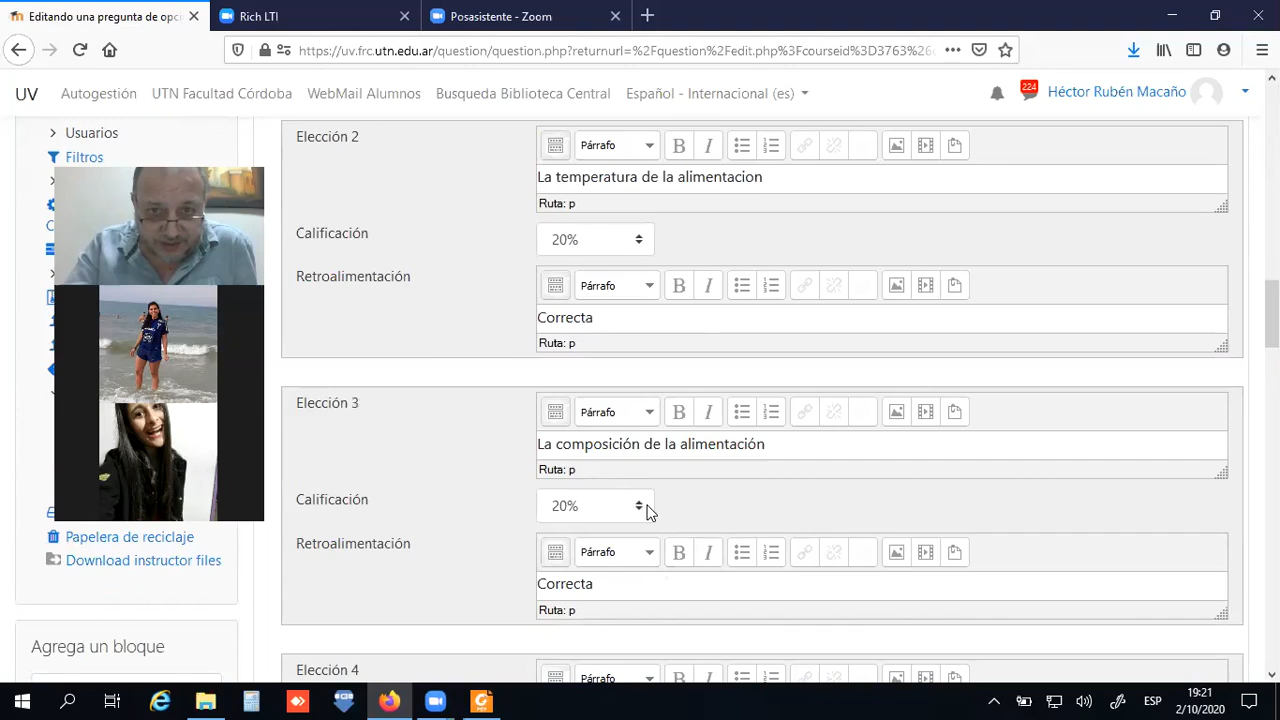 Editando una pregunta de opci
Rich LTI
Posasistente - Zoom
https://uv.frc.utn.edu.ar/question/question.php?returnurl=%2Fquestion%2Fedit.php%3Fcourseid%3D3763%26
UV
Autogestión
UTN Facultad Córdoba
WebMail Alumnos
Busqueda Biblioteca Central
Español - Internacional (es)
224
Héctor Rubén Macaño
Usuarios
Filtros
Papelera de reciclaje
Download instructor files
Agrega un bloque
Elección 2
Párrafo
B I
La temperatura de la alimentacion
Ruta: p
Calificación
20%
Retroalimentación
Párrafo
B I
Correcta
Ruta: p
Elección 3
Párrafo
B I
La composición de la alimentación
Ruta: p
Calificación
20%
Retroalimentación
Párrafo
B I
Correcta
Ruta: p
Elección 4
Párrafo
B I
ESP
19:21
2/10/2020